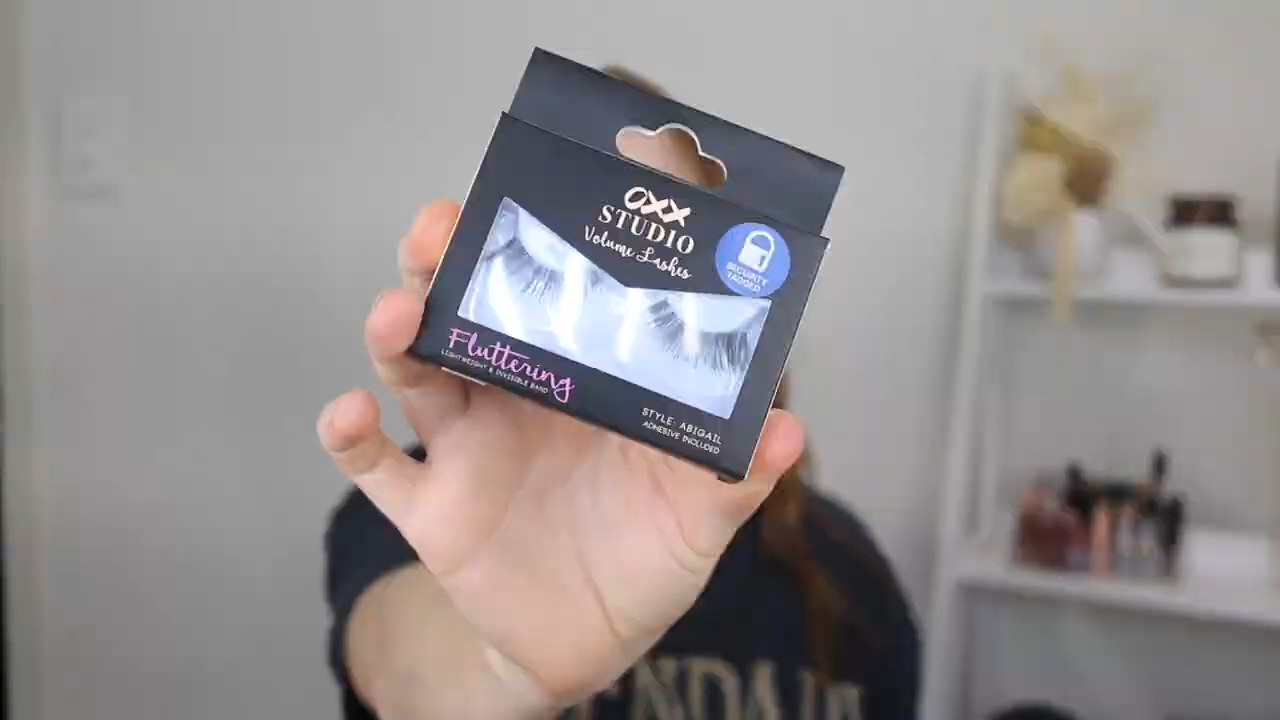 OXX
STUDIO
Volume Lashes
SECURITY
TAGGED
Fluttering
LIGHTWEIGHT & INVISIBLE BAND
STYLE: ABIGAIL
ADHESIVE INCLUDED